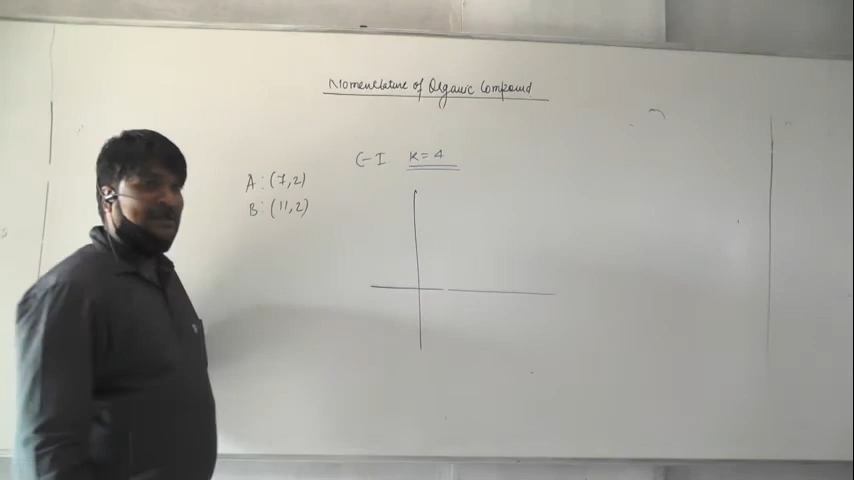 Nomenclature of Organic Compound
C-I K=4
A: (7,2)
B: (11,2)